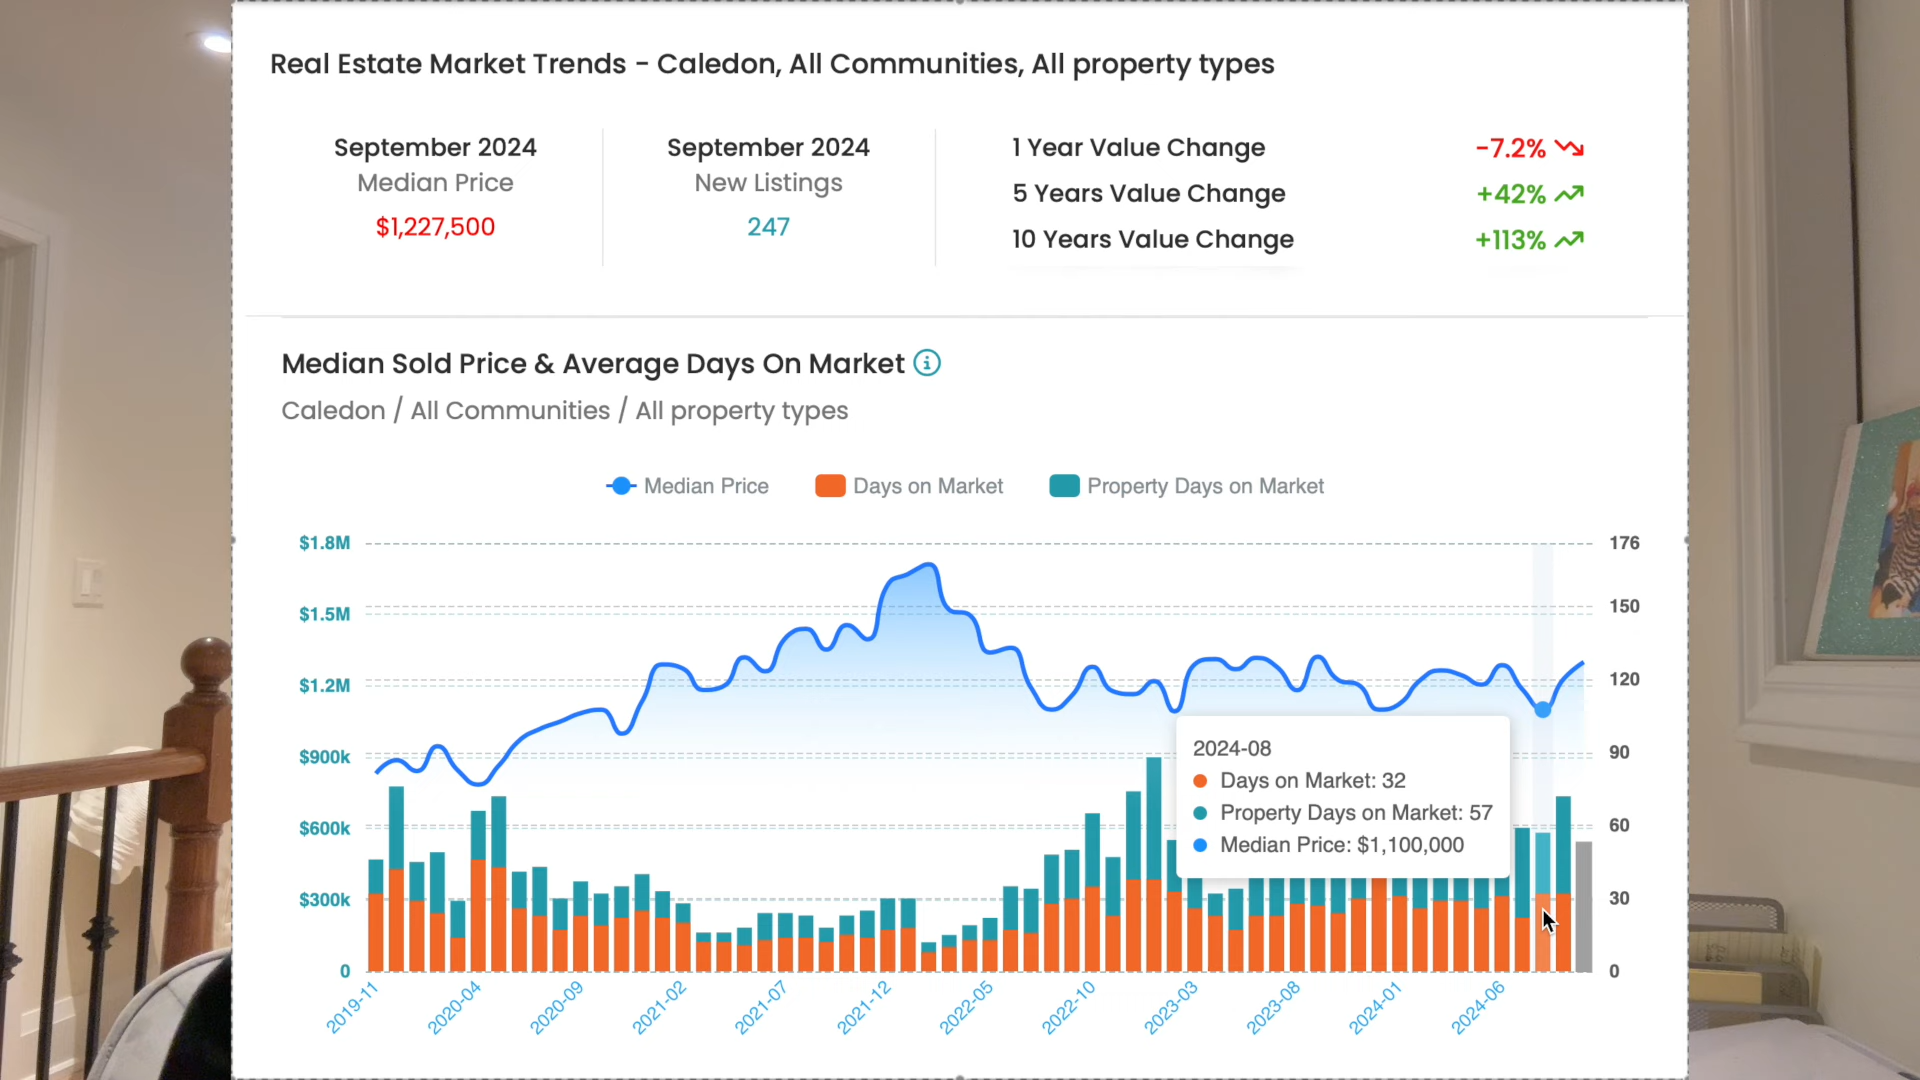 Real Estate Market Trends - Caledon, All Communities, All property types
September 2024
Median Price
$1,227,500
September 2024
New Listings
247
1 Year Value Change -7.2%
5 Years Value Change +42%
10 Years Value Change +113%
Median Sold Price & Average Days On Market
Caledon / All Communities / All property types
Median Price Days on Market Property Days on Market
$1.8M
$1.5M
$1.2M
$900k
$600k
$300k
0
176
150
120
90
60
30
0
2024-08
Days on Market: 32
Property Days on Market: 57
Median Price: $1,100,000
2019-11 2020-04 2020-09 2021-02 2021-07 2021-12 2022-05 2022-10 2023-03 2023-08 2024-01 2024-06